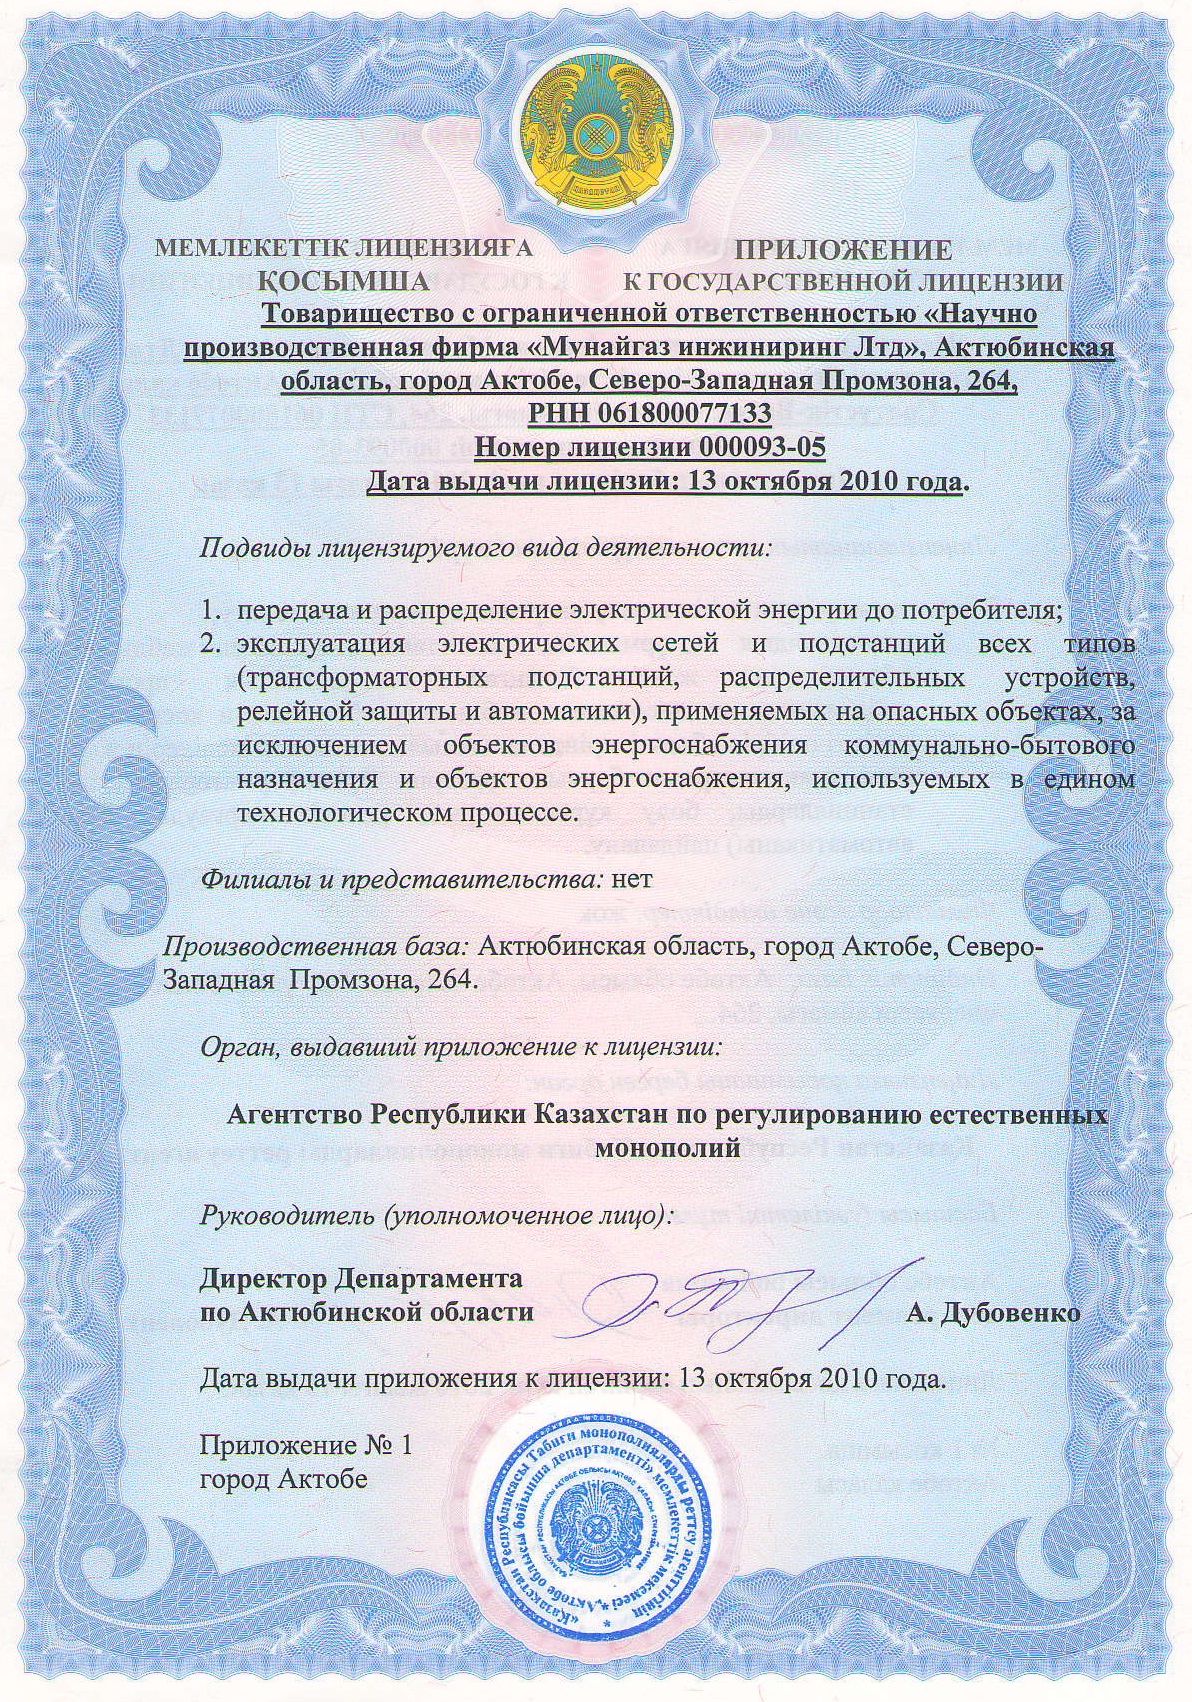 ҚАЗАҚСТАН
МЕМЛЕКЕТТІК ЛИЦЕНЗИЯҒА
ҚОСЫМША
ПРИЛОЖЕНИЕ
К ГОСУДАРСТВЕННОЙ ЛИЦЕНЗИИ
Товарищество с ограниченной ответственностью «Научно
производственная фирма «Мунайгаз инжиниринг Лтд», Актюбинская
область, город Актобе, Северо-Западная Промзона, 264,
РНН 061800077133
Номер лицензии 000093-05
Дата выдачи лицензии: 13 октября 2010 года.
Подвиды лицензируемого вида деятельности:
1. передача и распределение электрической энергии до потребителя;
2. эксплуатация электрических сетей и подстанций всех типов
(трансформаторных подстанций, распределительных устройств,
релейной защиты и автоматики), применяемых на опасных объектах, за
исключением объектов энергоснабжения коммунально-бытового
назначения и объектов энергоснабжения, используемых в едином
технологическом процессе.
Филиалы и представительства: нет
Производственная база: Актюбинская область, город Актобе, Северо-
Западная Промзона, 264.
Орган, выдавший приложение к лицензии:
Агентство Республики Казахстан по регулированию естественных
монополий
Руководитель (уполномоченное лицо):
Директор Департамента
по Актюбинской области
А. Дубовенко
Дата выдачи приложения к лицензии: 13 октября 2010 года.
Приложение № 1
город Актобе
«Қазақстан Республикасы Табиғи монополияларды реттеу агенттігінің
Ақтөбе облысы бойынша департаменті» мемлекеттік мекемесі